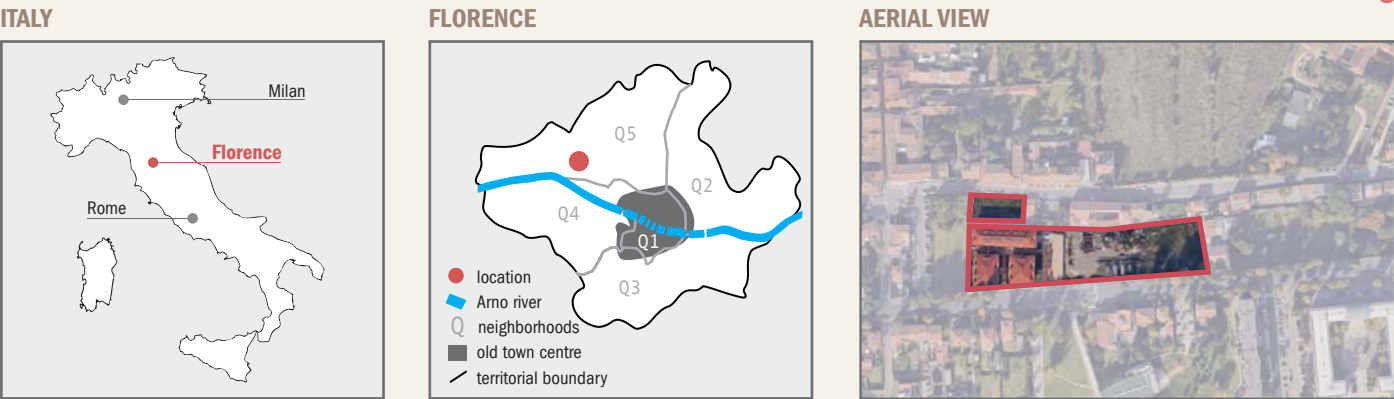 ITALY
Milan
Florence
Rome
FLORENCE
Q5
Q2
Q4
Q1
Q3
location
Arno river
Q neighborhoods
old town centre
territorial boundary
AERIAL VIEW